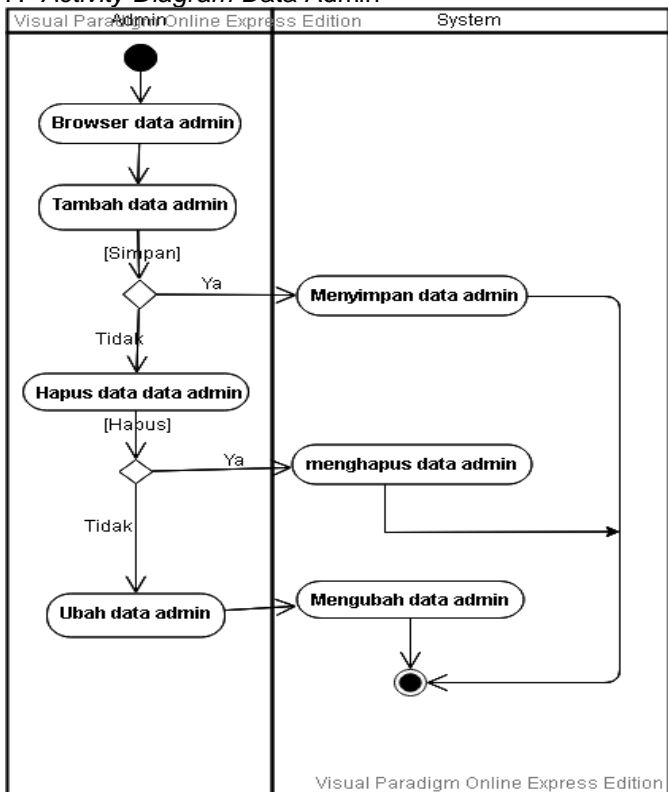 Activity Diagram Data Admin
Visual Paradigm Online Express Edition
Admin
System
Browser data admin
Tambah data admin
[Simpan]
Ya
Menyimpan data admin
Tidak
Hapus data data admin
[Hapus]
Ya
menghapus data admin
Tidak
Ubah data admin
Mengubah data admin
Visual Paradigm Online Express Edition